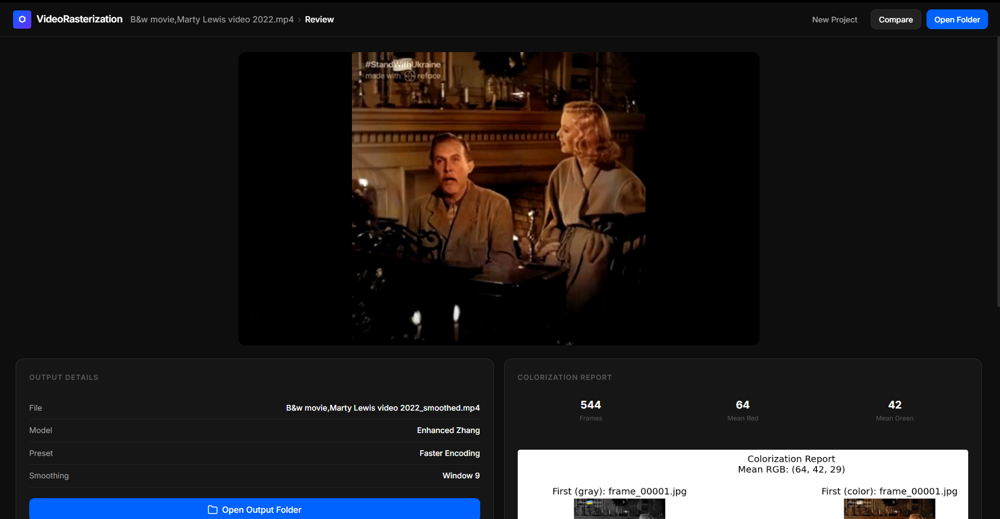 VideoRasterization B&w movie,Marty Lewis video 2022.mp4 › Review
New Project Compare Open Folder
#StandWithUkraine
made with reface
OUTPUT DETAILS
File B&w movie,Marty Lewis video 2022_smoothed.mp4
Model Enhanced Zhang
Preset Faster Encoding
Smoothing Window 9
Open Output Folder
COLORIZATION REPORT
544 64 42
Frames Mean Red Mean Green
Colorization Report
Mean RGB: (64, 42, 29)
First (gray): frame_00001.jpg First (color): frame_00001.jpg